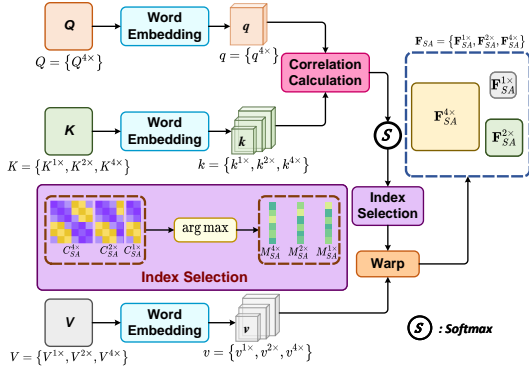 Q
Word
Embedding
q
Q = {Q^{4×}}
q = {q^{4×}}
Correlation
Calculation
F_{SA} = {F_{SA}^{1×}, F_{SA}^{2×}, F_{SA}^{4×}}
F_{SA}^{4×}
F_{SA}^{1×}
F_{SA}^{2×}
K
Word
Embedding
k
K = {K^{1×}, K^{2×}, K^{4×}}
k = {k^{1×}, k^{2×}, k^{4×}}
S
Index
Selection
arg max
C_{SA}^{4×} C_{SA}^{2×} C_{SA}^{1×}
M_{SA}^{4×} M_{SA}^{2×} M_{SA}^{1×}
Index Selection
Warp
V
Word
Embedding
v
V = {V^{1×}, V^{2×}, V^{4×}}
v = {v^{1×}, v^{2×}, v^{4×}}
S : Softmax